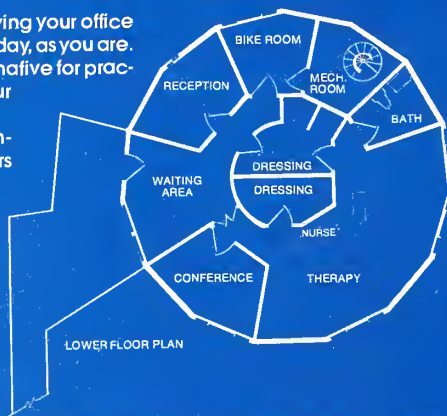 ving your office
day, as you are.
native for prac-
ur
n-
rs
BIKE ROOM
RECEPTION
MECH.
ROOM
BATH
DRESSING
WAITING
AREA
DRESSING
NURSE
CONFERENCE
THERAPY
LOWER FLOOR PLAN